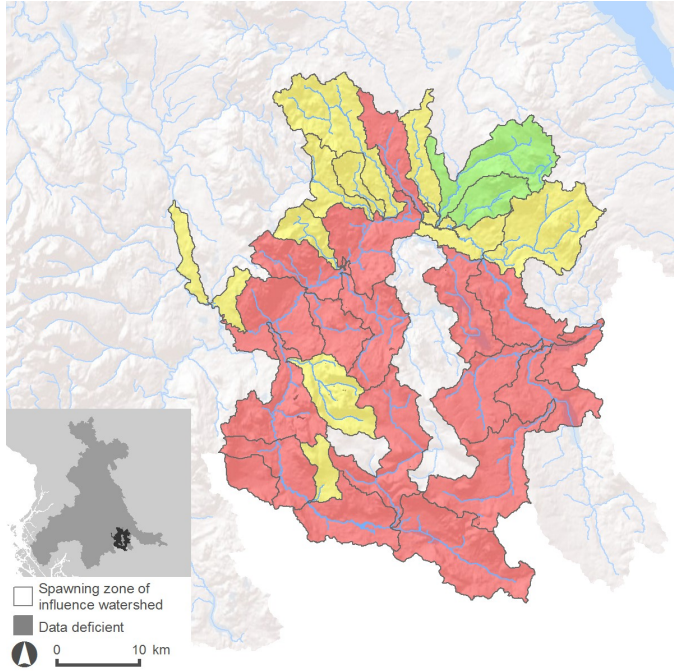 Spawning zone of
influence watershed
Data deficient
0 10 km